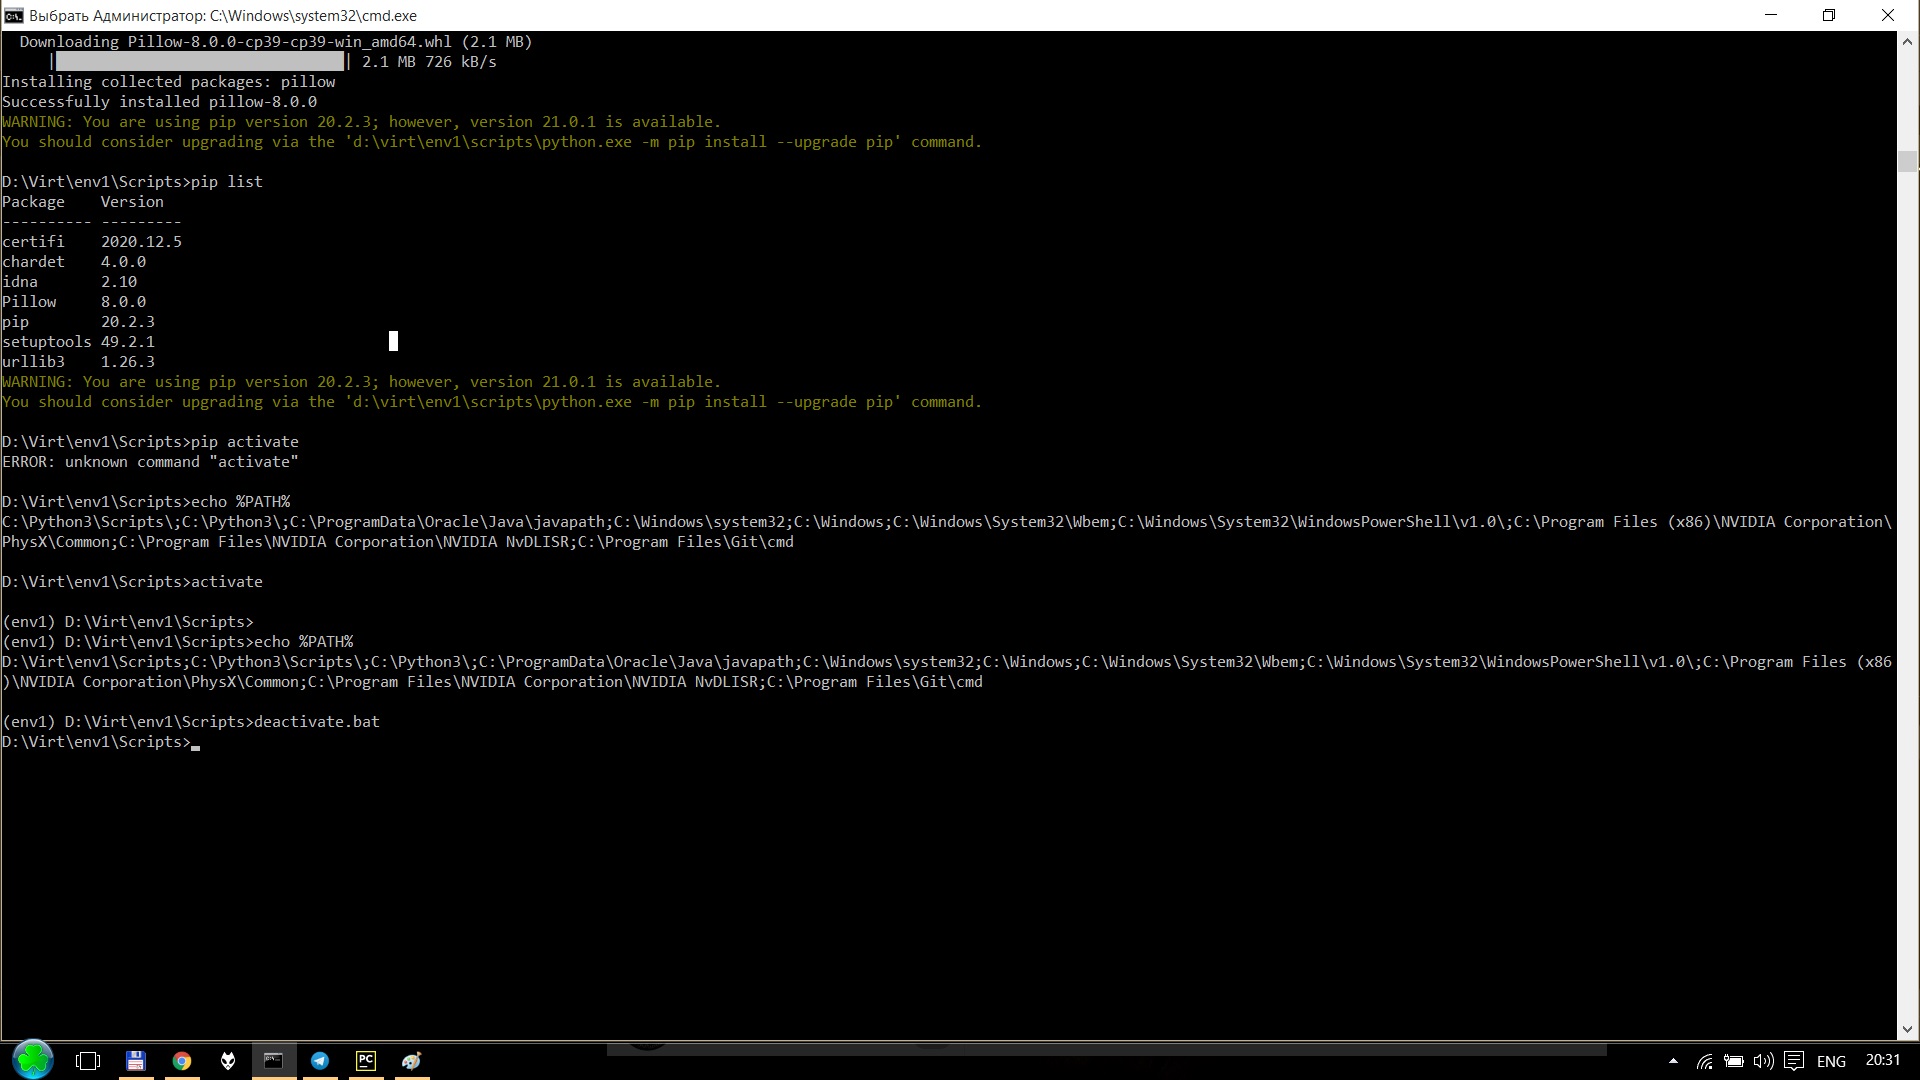 Выбрать Администратор: C:\Windows\system32\cmd.exe
Downloading Pillow-8.0.0-cp39-cp39-win_amd64.whl (2.1 MB)
| | 2.1 MB 726 kB/s
Installing collected packages: pillow
Successfully installed pillow-8.0.0
WARNING: You are using pip version 20.2.3; however, version 21.0.1 is available.
You should consider upgrading via the 'd:\virt\env1\scripts\python.exe -m pip install --upgrade pip' command.
D:\Virt\env1\Scripts>pip list
Package    Version
---------- ---------
certifi    2020.12.5
chardet    4.0.0
idna       2.10
Pillow     8.0.0
pip        20.2.3
setuptools 49.2.1
urllib3    1.26.3
WARNING: You are using pip version 20.2.3; however, version 21.0.1 is available.
You should consider upgrading via the 'd:\virt\env1\scripts\python.exe -m pip install --upgrade pip' command.
D:\Virt\env1\Scripts>pip activate
ERROR: unknown command "activate"
D:\Virt\env1\Scripts>echo %PATH%
C:\Python3\Scripts\;C:\Python3\;C:\ProgramData\Oracle\Java\javapath;C:\Windows\system32;C:\Windows;C:\Windows\System32\Wbem;C:\Windows\System32\WindowsPowerShell\v1.0\;C:\Program Files (x86)\NVIDIA Corporation\
PhysX\Common;C:\Program Files\NVIDIA Corporation\NVIDIA NvDLISR;C:\Program Files\Git\cmd
D:\Virt\env1\Scripts>activate
(env1) D:\Virt\env1\Scripts>
(env1) D:\Virt\env1\Scripts>echo %PATH%
D:\Virt\env1\Scripts;C:\Python3\Scripts\;C:\Python3\;C:\ProgramData\Oracle\Java\javapath;C:\Windows\system32;C:\Windows;C:\Windows\System32\Wbem;C:\Windows\System32\WindowsPowerShell\v1.0\;C:\Program Files (x86
)\NVIDIA Corporation\PhysX\Common;C:\Program Files\NVIDIA Corporation\NVIDIA NvDLISR;C:\Program Files\Git\cmd
(env1) D:\Virt\env1\Scripts>deactivate.bat
D:\Virt\env1\Scripts>
PC
ENG
20:31